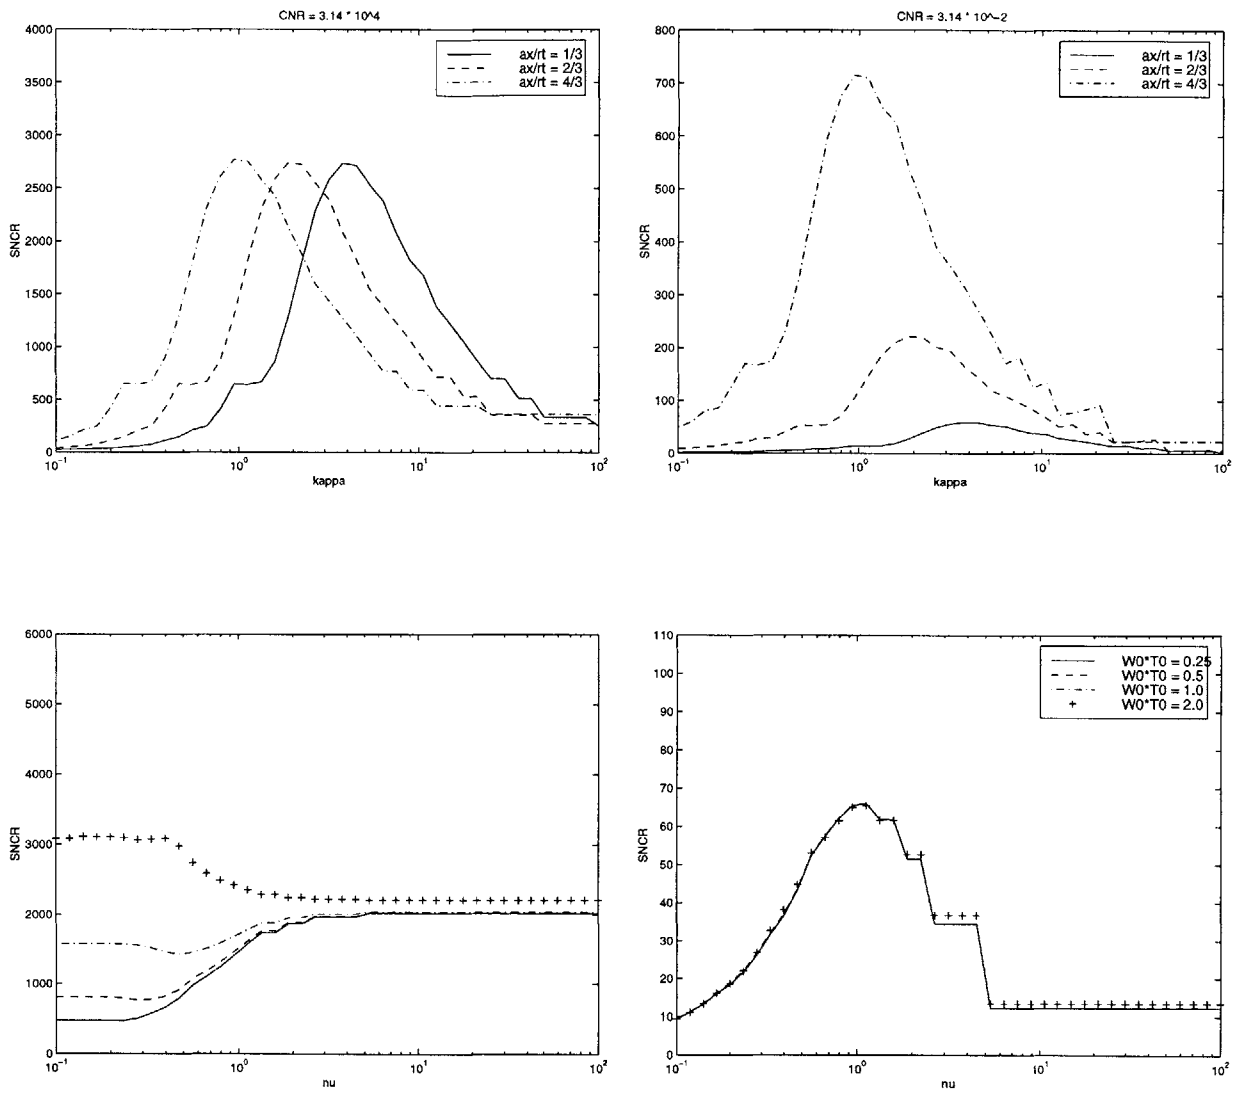 CNR = 3.14 * 10^4
4000
3500
3000
2500
2000
1500
1000
500
0
SNCR
ax/rt = 1/3
ax/rt = 2/3
ax/rt = 4/3
10^-1
10^0
10^1
10^2
kappa
CNR = 3.14 * 10^-2
800
700
600
500
400
300
200
100
0
SNCR
ax/rt = 1/3
ax/rt = 2/3
ax/rt = 4/3
10^-1
10^0
10^1
10^2
kappa
6000
5000
4000
3000
2000
1000
0
SNCR
10^-1
10^0
10^1
10^2
nu
110
100
90
80
70
60
50
40
30
20
10
0
SNCR
W0*T0 = 0.25
W0*T0 = 0.5
W0*T0 = 1.0
W0*T0 = 2.0
10^-1
10^0
10^1
10^2
nu